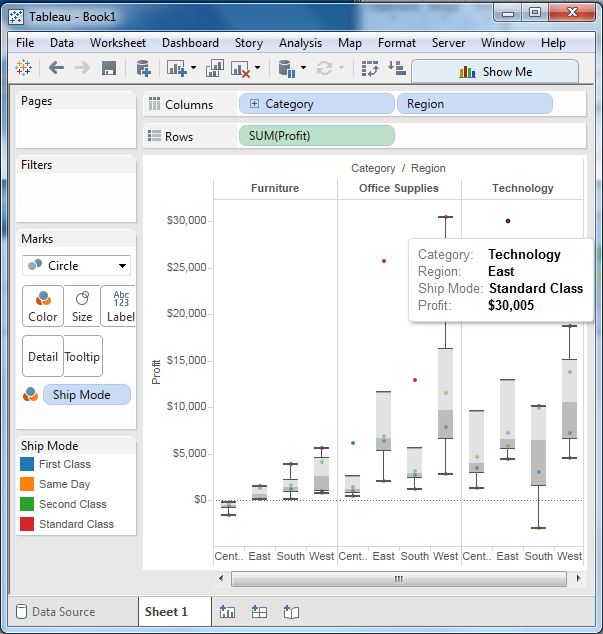 Tableau - Book1
File Data Worksheet Dashboard Story Analysis Map Format Server Window Help
Show Me
Pages
Columns Category Region
Rows SUM(Profit)
Filters
Marks
Circle
Color Size Abc 123 Label
Detail Tooltip
Ship Mode
Ship Mode
First Class
Same Day
Second Class
Standard Class
Category / Region
Furniture Office Supplies Technology
$30,000
$25,000
$20,000
$15,000
$10,000
$5,000
$0
Profit
Category: Technology
Region: East
Ship Mode: Standard Class
Profit: $30,005
Cent.. East South West Cent.. East South West Cent.. East South West
Data Source Sheet 1